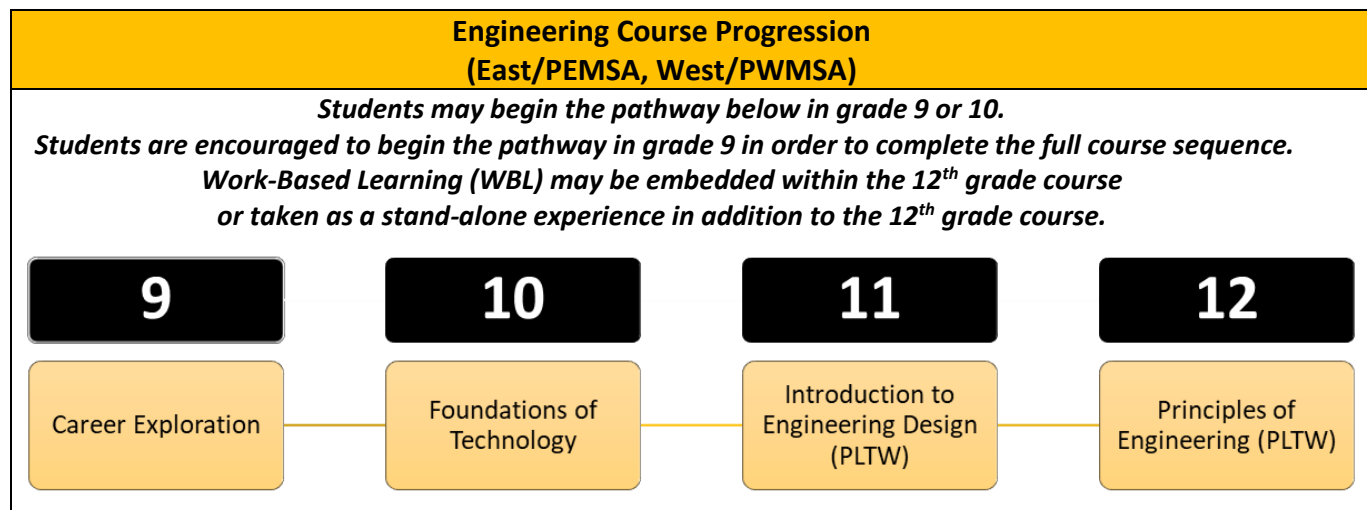 Engineering Course Progression
(East/PEMSA, West/PWMSA)
Students may begin the pathway below in grade 9 or 10.
Students are encouraged to begin the pathway in grade 9 in order to complete the full course sequence.
Work-Based Learning (WBL) may be embedded within the 12th grade course
or taken as a stand-alone experience in addition to the 12th grade course.
9
10
11
12
Career Exploration
Foundations of
Technology
Introduction to
Engineering Design
(PLTW)
Principles of
Engineering (PLTW)